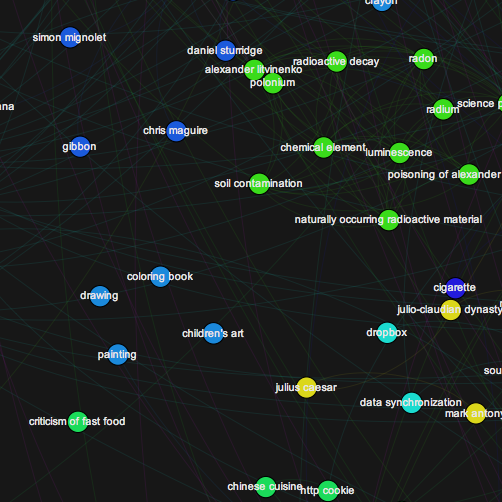 crayon
simon mignolet
daniel sturridge
radioactive decay
radon
alexander litvinenko
polonium
radium
science p
ana
chris maguire
gibbon
chemical element
luminescence
poisoning of alexander
soil contamination
naturally occurring radioactive material
coloring book
drawing
cigarette
julio-claudian dynasty
children's art
dropbox
painting
sou
julius caesar
data synchronization
mark antony
criticism of fast food
chinese cuisine
http cookie